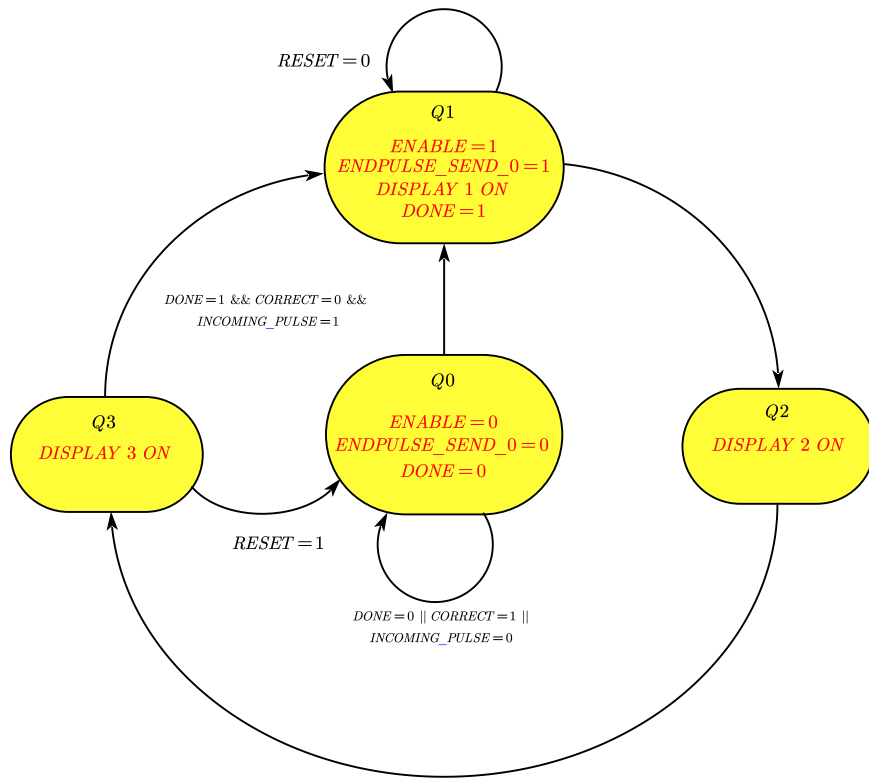 RESET=0
Q1
ENABLE=1
ENDPULSE_SEND_0=1
DISPLAY 1 ON
DONE=1
DONE=1 && CORRECT=0 &&
INCOMING_PULSE=1
Q0
ENABLE=0
ENDPULSE_SEND_0=0
DONE=0
Q3
DISPLAY 3 ON
Q2
DISPLAY 2 ON
RESET=1
DONE=0 || CORRECT=1 ||
INCOMING_PULSE=0